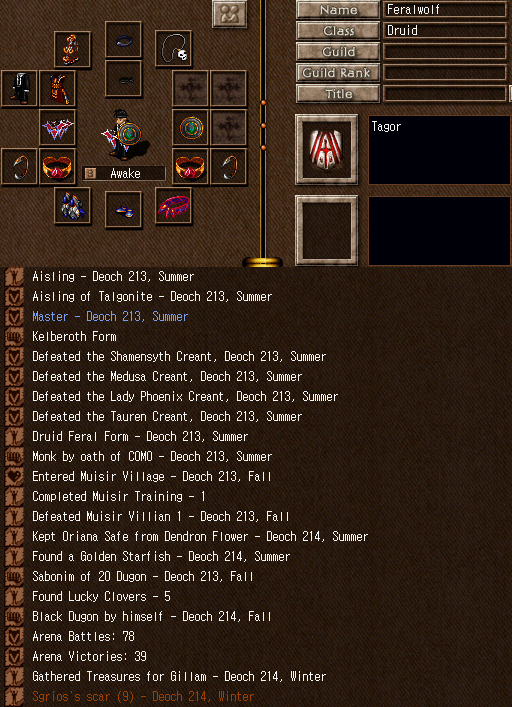 Name Feralwolf
Class Druid
Guild
Guild Rank
Title
Tagor
Awake
Aisling - Deoch 213, Summer
Aisling of Talgonite - Deoch 213, Summer
Master - Deoch 213, Summer
Kelberoth Form
Defeated the Shamensyth Creant, Deoch 213, Summer
Defeated the Medusa Creant, Deoch 213, Summer
Defeated the Lady Phoenix Creant, Deoch 213, Summer
Defeated the Tauren Creant, Deoch 213, Summer
Druid Feral Form - Deoch 213, Summer
Monk by oath of COMO - Deoch 213, Summer
Entered Muisir Village - Deoch 213, Fall
Completed Muisir Training - 1
Defeated Muisir Villian 1 - Deoch 213, Fall
Kept Oriana Safe from Dendron Flower - Deoch 214, Summer
Found a Golden Starfish - Deoch 214, Summer
Sabonim of 20 Dugon - Deoch 213, Fall
Found Lucky Clovers - 5
Black Dugon by himself - Deoch 214, Fall
Arena Battles: 78
Arena Victories: 39
Gathered Treasures for Gillam - Deoch 214, Winter
Sgrios's scar (9) - Deoch 214, Winter